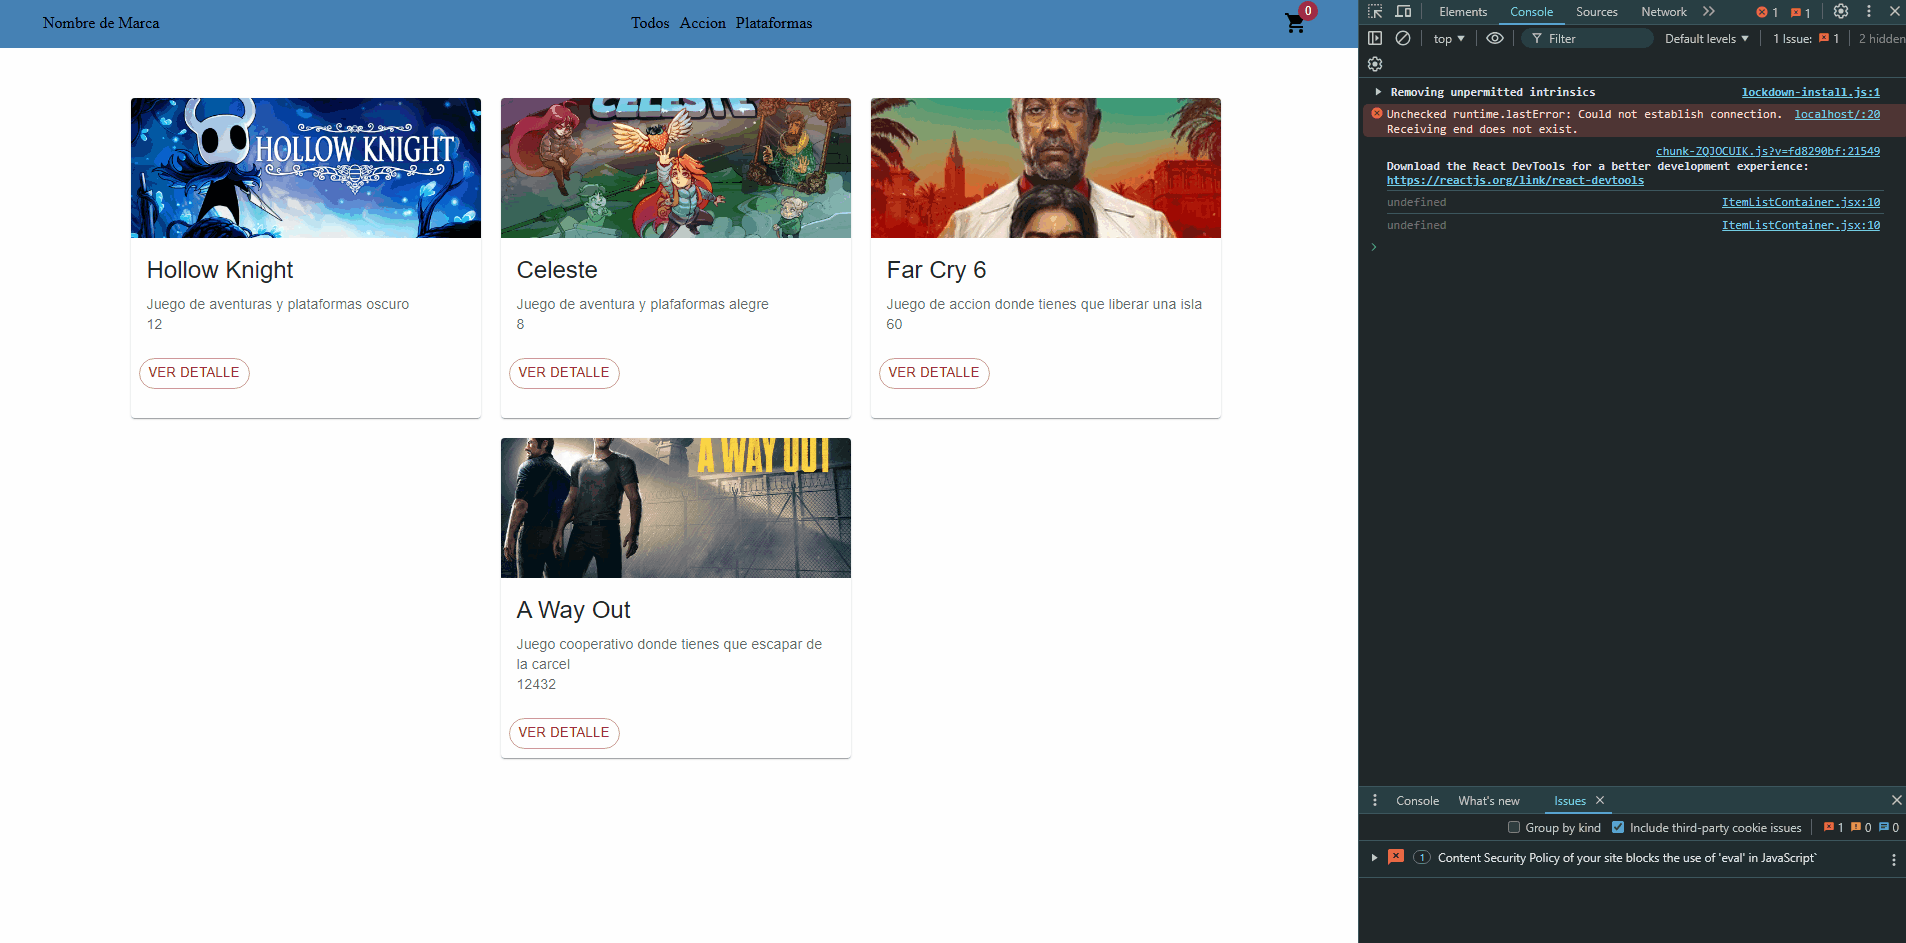 Nombre de Marca
Todos Accion Plataformas
0
HOLLOW KNIGHT
Hollow Knight
Juego de aventuras y plataformas oscuro
12
VER DETALLE
CELESTE
Celeste
Juego de aventura y plafaformas alegre
8
VER DETALLE
Far Cry 6
Juego de accion donde tienes que liberar una isla
60
VER DETALLE
A WAY OUT
A Way Out
Juego cooperativo donde tienes que escapar de
la carcel
12432
VER DETALLE
Elements Console Sources Network 1 1
top Filter Default levels 1 Issue: 1 2 hidden
Removing unpermitted intrinsics lockdown-install.js:1
Unchecked runtime.lastError: Could not establish connection. localhost/:20
Receiving end does not exist.
chunk-ZQJOCUIK.js?v=fd8290bf:21549
Download the React DevTools for a better development experience:
https://reactjs.org/link/react-devtools
undefined ItemListContainer.jsx:10
undefined ItemListContainer.jsx:10
Console What's new Issues
Group by kind Include third-party cookie issues 1 0 0
1 Content Security Policy of your site blocks the use of 'eval' in JavaScript`